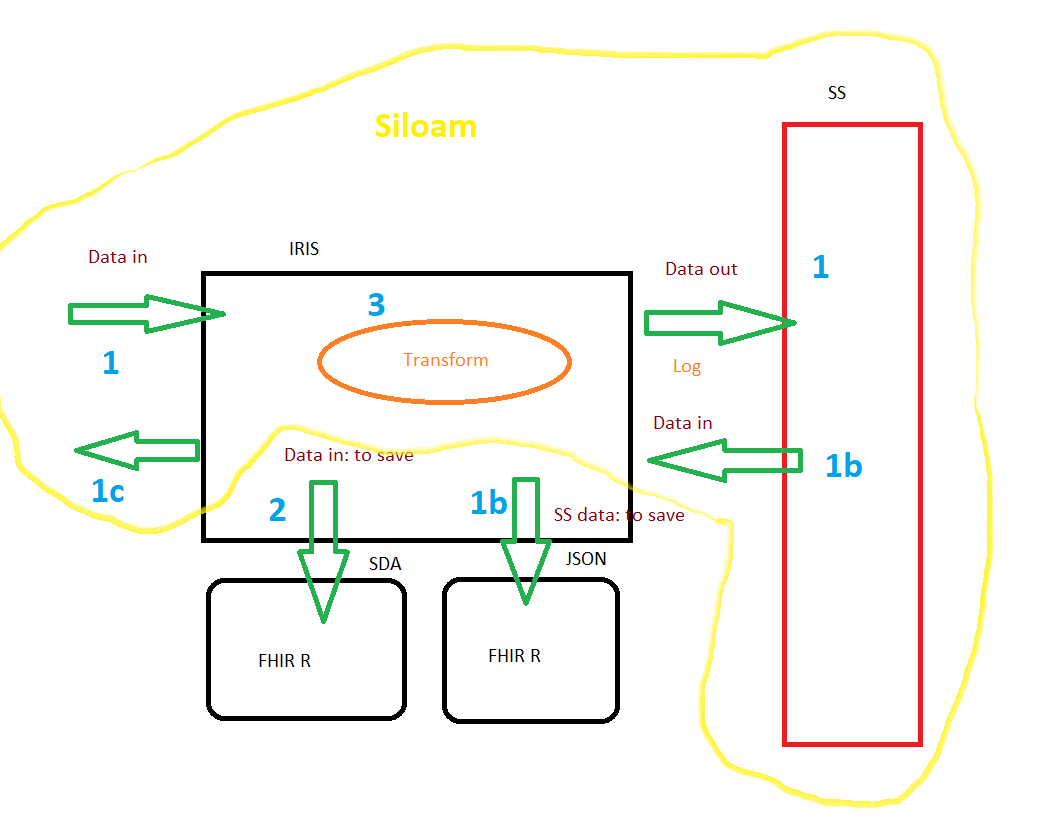 SS
Siloam
Data in
IRIS
3
Data out
1
1
Transform
Log
Data in
Data in: to save
1b
1c
2
1b
SS data: to save
SDA
JSON
FHIR R
FHIR R